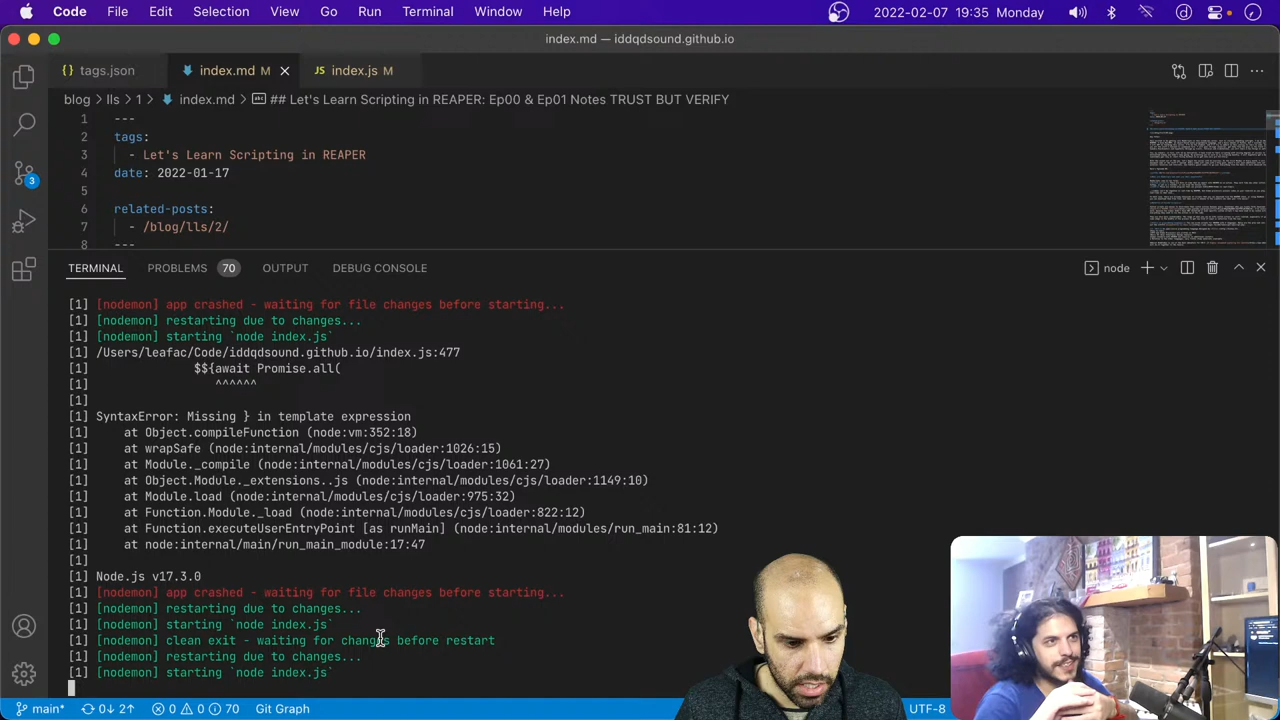 Code File Edit Selection View Go Run Terminal Window Help 2022-02-07 19:35 Monday
index.md — iddqdsound.github.io
{} tags.json index.md M JS index.js M
blog > lls > 1 > index.md > ## Let's Learn Scripting in REAPER: Ep00 & Ep01 Notes TRUST BUT VERIFY
1 ---
2 tags:
3 - Let's Learn Scripting in REAPER
4 date: 2022-01-17
5
6 related-posts:
7 - /blog/lls/2/
8 ---
3
TERMINAL PROBLEMS 70 OUTPUT DEBUG CONSOLE node
[1] [nodemon] app crashed - waiting for file changes before starting...
[1] [nodemon] restarting due to changes...
[1] [nodemon] starting `node index.js`
[1] /Users/leafac/Code/iddqdsound.github.io/index.js:477
[1] $${await Promise.all(
[1] ^^^^^^
[1]
[1] SyntaxError: Missing } in template expression
[1] at Object.compileFunction (node:vm:352:18)
[1] at wrapSafe (node:internal/modules/cjs/loader:1026:15)
[1] at Module._compile (node:internal/modules/cjs/loader:1061:27)
[1] at Object.Module._extensions..js (node:internal/modules/cjs/loader:1149:10)
[1] at Module.load (node:internal/modules/cjs/loader:975:32)
[1] at Function.Module._load (node:internal/modules/cjs/loader:822:12)
[1] at Function.executeUserEntryPoint [as runMain] (node:internal/modules/run_main:81:12)
[1] at node:internal/main/run_main_module:17:47
[1]
[1] Node.js v17.3.0
[1] [nodemon] app crashed - waiting for file changes before starting...
[1] [nodemon] restarting due to changes...
[1] [nodemon] starting `node index.js`
[1] [nodemon] clean exit - waiting for changes before restart
[1] [nodemon] restarting due to changes...
[1] [nodemon] starting `node index.js`
main* 0↓ 2↑ 0 0 70 Git Graph UTF-8